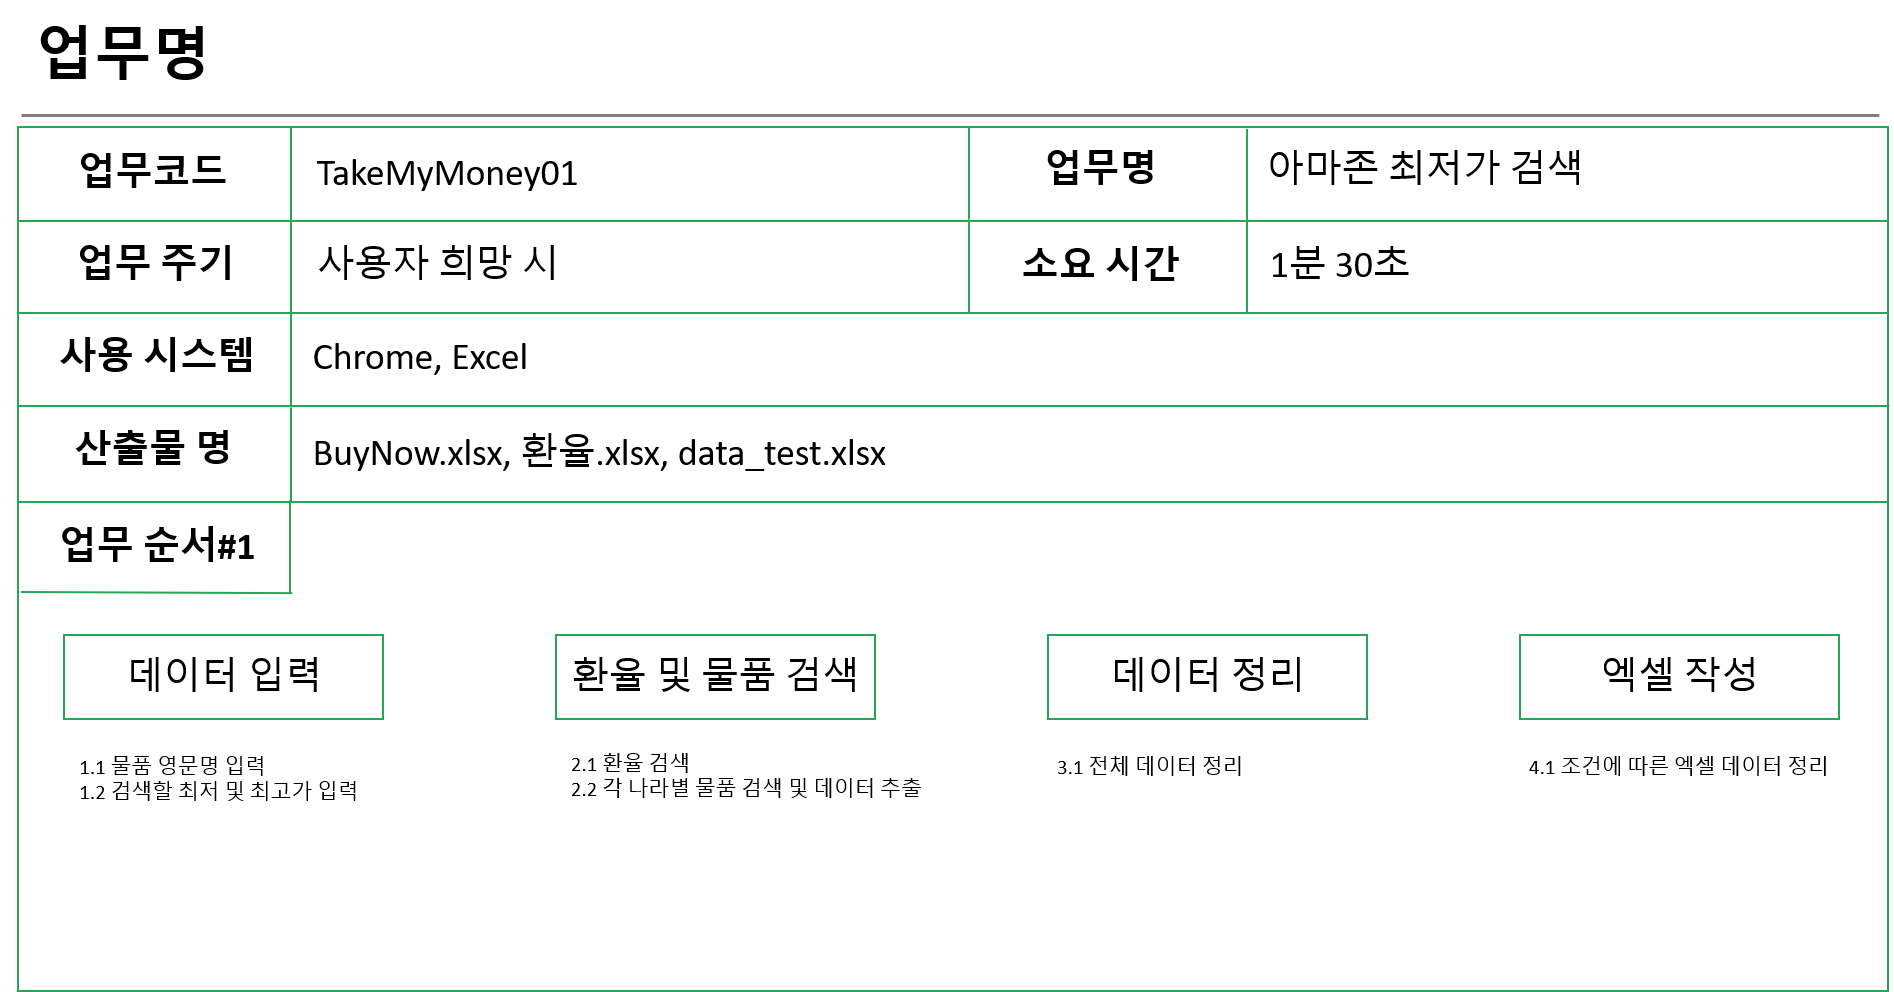 업무명
업무코드 TakeMyMoney01 업무명 아마존 최저가 검색
업무 주기 사용자 희망 시 소요 시간 1분 30초
사용 시스템 Chrome, Excel
산출물 명 BuyNow.xlsx, 환율.xlsx, data_test.xlsx
업무 순서#1
데이터 입력
1.1 물품 영문명 입력
1.2 검색할 최저 및 최고가 입력
환율 및 물품 검색
2.1 환율 검색
2.2 각 나라별 물품 검색 및 데이터 추출
데이터 정리
3.1 전체 데이터 정리
엑셀 작성
4.1 조건에 따른 엑셀 데이터 정리